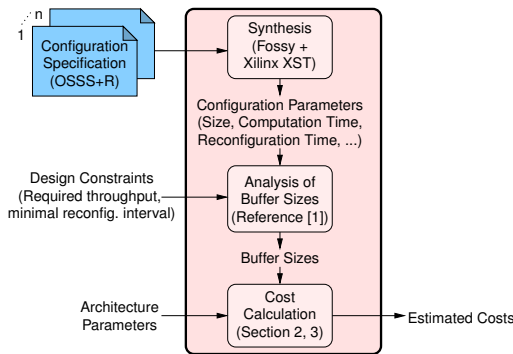 n
1
Configuration
Specification
(OSSS+R)
Synthesis
(Fossy +
Xilinx XST)
Configuration Parameters
(Size, Computation Time,
Reconfiguration Time, ...)
Design Constraints
(Required throughput,
minimal reconfig. interval)
Analysis of
Buffer Sizes
(Reference [1])
Buffer Sizes
Architecture
Parameters
Cost
Calculation
(Section 2, 3)
Estimated Costs